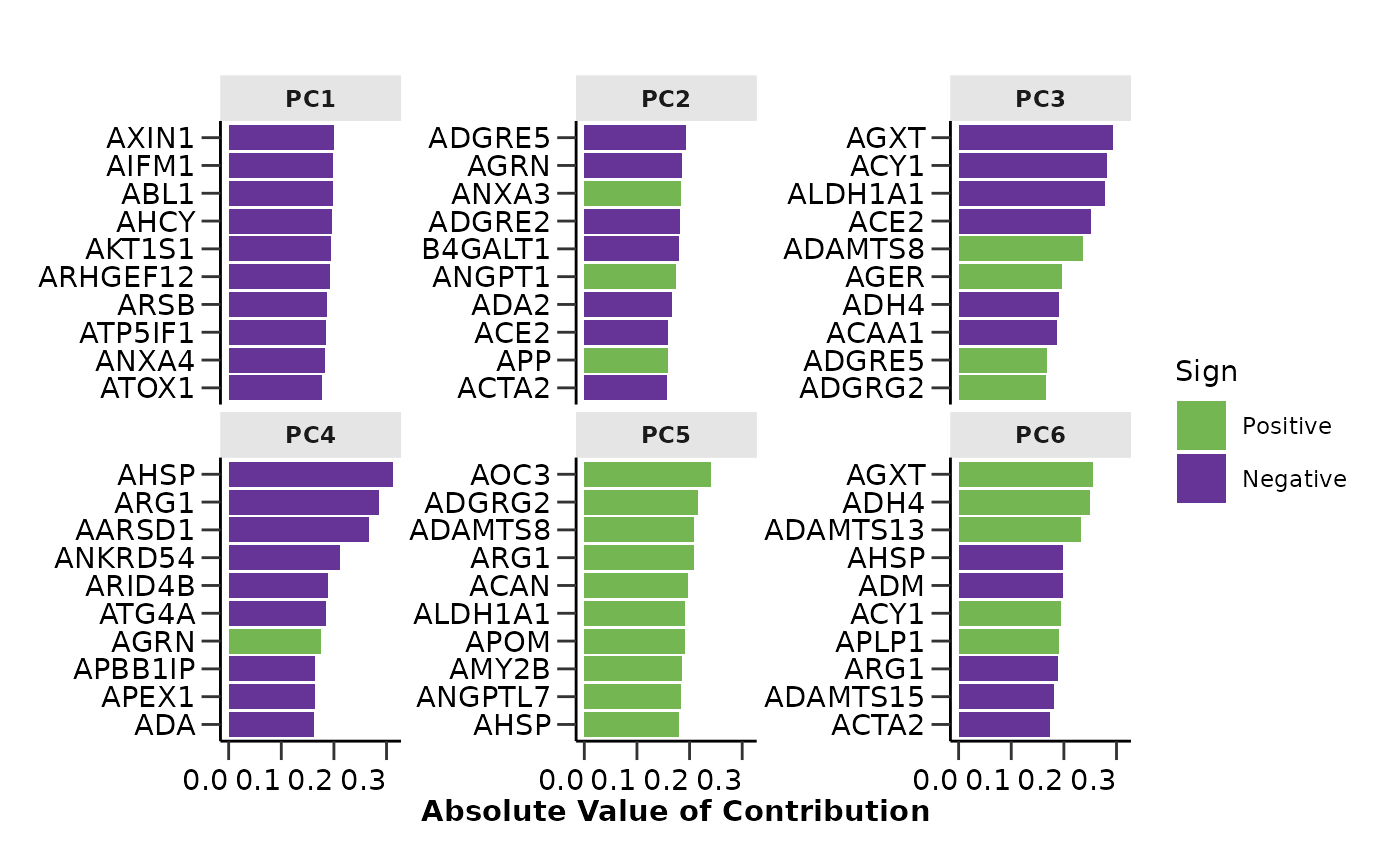 PC1
AXIN1
AIFM1
ABL1
AHCY
AKT1S1
ARHGEF12
ARSB
ATP5IF1
ANXA4
ATOX1
PC2
ADGRE5
AGRN
ANXA3
ADGRE2
B4GALT1
ANGPT1
ADA2
ACE2
APP
ACTA2
PC3
AGXT
ACY1
ALDH1A1
ACE2
ADAMTS8
AGER
ADH4
ACAA1
ADGRE5
ADGRG2
PC4
AHSP
ARG1
AARSD1
ANKRD54
ARID4B
ATG4A
AGRN
APBB1IP
APEX1
ADA
0.0 0.1 0.2 0.3
PC5
AOC3
ADGRG2
ADAMTS8
ARG1
ACAN
ALDH1A1
APOM
AMY2B
ANGPTL7
AHSP
0.0 0.1 0.2 0.3
PC6
AGXT
ADH4
ADAMTS13
AHSP
ADM
ACY1
APLP1
ARG1
ADAMTS15
ACTA2
0.0 0.1 0.2 0.3
Absolute Value of Contribution
Sign
Positive
Negative